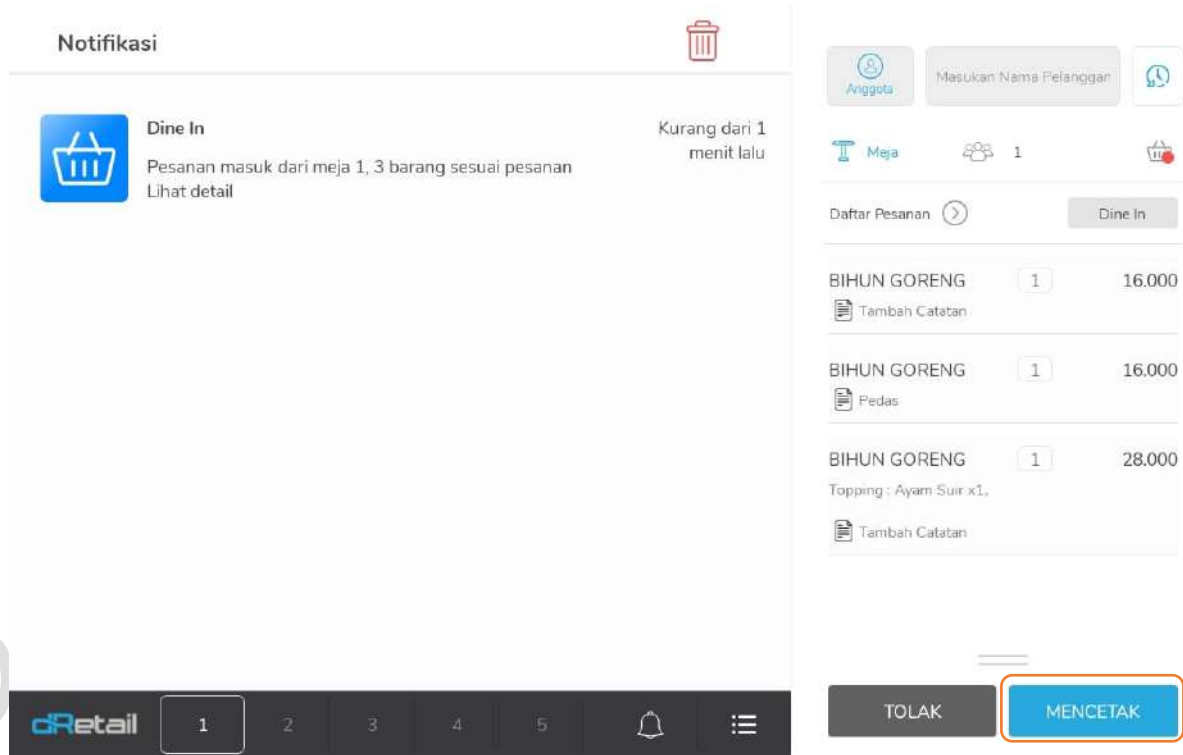 Notifikasi
Dine In
Kurang dari 1
menit lalu
Pesanan masuk dari meja 1, 3 barang sesuai pesanan
Lihat detail
dRetail
1
2
3
4
5
Anggota
Masukan Nama Pelanggan
Meja
1
Daftar Pesanan
Dine In
BIHUN GORENG 1 16.000
Tambah Catatan
BIHUN GORENG 1 16.000
Pedas
BIHUN GORENG 1 28.000
Topping : Ayam Suir x1,
Tambah Catatan
TOLAK
MENCETAK